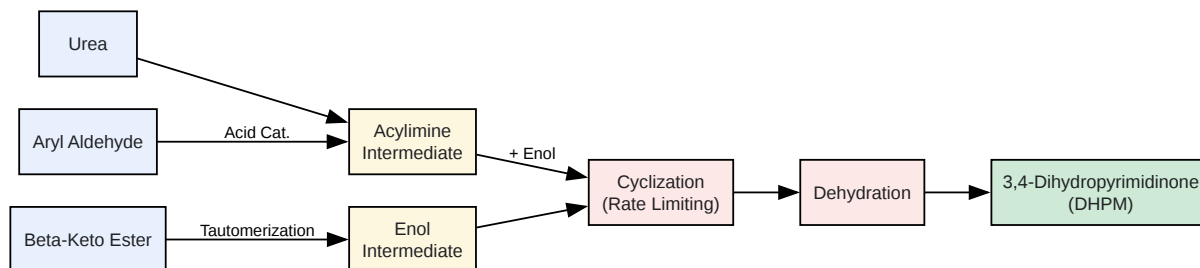 Urea
Aryl Aldehyde
Acid Cat.
Acylimine
Intermediate
+ Enol
Beta-Keto Ester
Tautomerization
Enol
Intermediate
Cyclization
(Rate Limiting)
Dehydration
3,4-Dihydropyrimidinone
(DHPM)